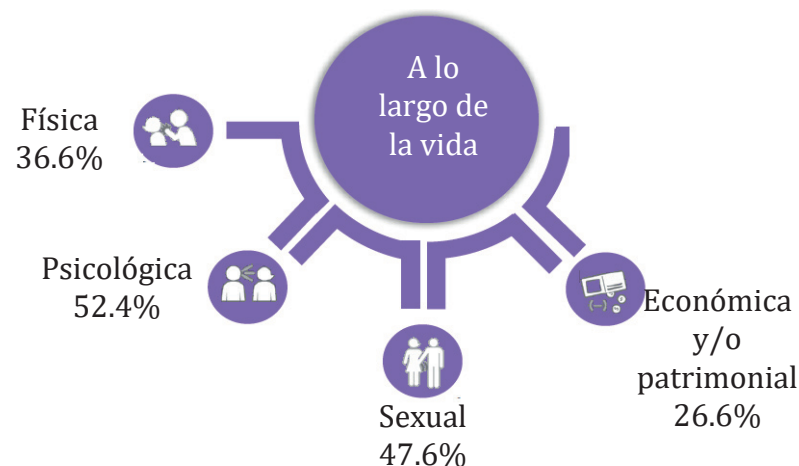 A lo
largo de
la vida
Física
36.6%
Psicológica
52.4%
Sexual
47.6%
Económica
y/o
patrimonial
26.6%